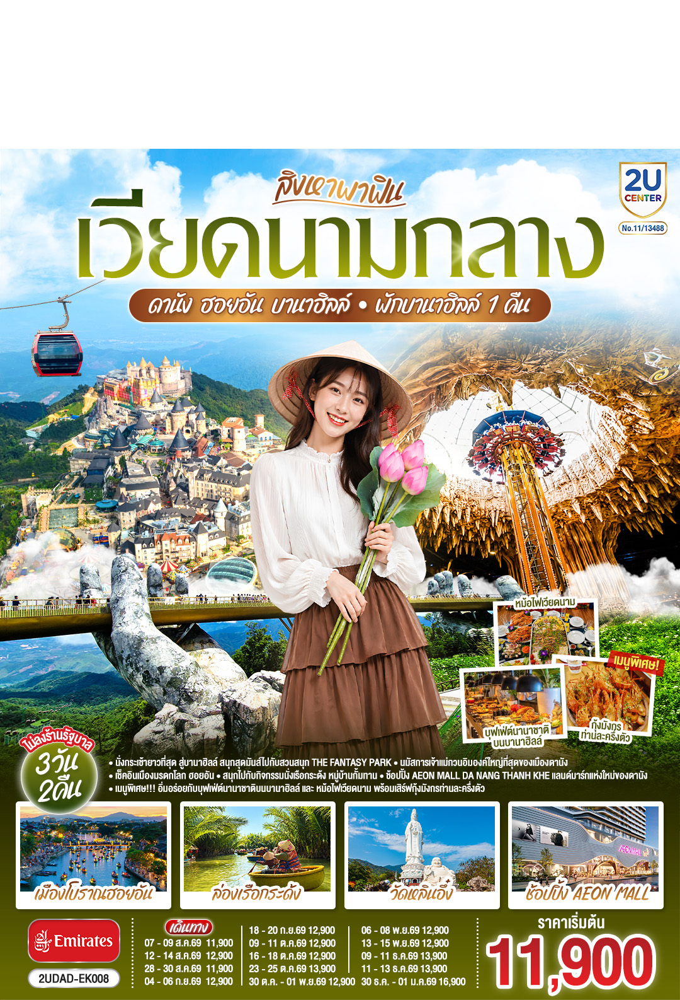 สิงหาพาฟิน
เวียดนามกลาง
2U
CENTER
No.11/13488
ดานัง ฮอยอัน บานาฮิลล์ • พักบานาฮิลล์ 1 คืน
หม้อไฟเวียดนาม
เมนูพิเศษ!
บุฟเฟ่ต์นานาชาติ
บนบานาฮิลล์
กุ้งมังกร
ท่านละครึ่งตัว
ไม่ลงร้านรัฐบาล
3วัน
2คืน
• นั่งกระเช้ายาวที่สุด สู่บานาฮิลล์ สนุกสุดมันส์ไปกับสวนสนุก THE FANTASY PARK • นมัสการเจ้าแม่กวนอิมองค์ใหญ่ที่สุดของเมืองดานัง
• เช็คอินเมืองมรดกโลก ฮอยอัน • สนุกไปกับกิจกรรมนั่งเรือกระด้ง หมู่บ้านกั๊มทาน • ช้อปปิ้ง AEON MALL DA NANG THANH KHE แลนด์มาร์กแห่งใหม่ของดานัง
• เมนูพิเศษ!!! อิ่มอร่อยกับบุฟเฟ่ต์นานาชาติบนบานาฮิลล์ และ หม้อไฟเวียดนาม พร้อมเสิร์ฟกุ้งมังกรท่านละครึ่งตัว
AEON MALL
เมืองโบราณฮอยอัน
ล่องเรือกระด้ง
วัดหลินอึ๋ง
ช้อปปิ้ง AEON MALL
Emirates
2UDAD-EK008
เดินทาง
07 - 09 ส.ค.69 11,900
12 - 14 ส.ค.69 12,900
28 - 30 ส.ค.69 11,900
04 - 06 ก.ย.69 12,900
18 - 20 ก.ย.69 12,900
09 - 11 ต.ค.69 12,900
16 - 18 ต.ค.69 12,900
23 - 25 ต.ค.69 13,900
30 ต.ค. - 01 พ.ย.69 12,900
06 - 08 พ.ย.69 12,900
13 - 15 พ.ย.69 12,900
09 - 11 ธ.ค.69 13,900
11 - 13 ธ.ค.69 13,900
30 ธ.ค. - 01 ม.ค.69 16,900
ราคาเริ่มต้น
11,900